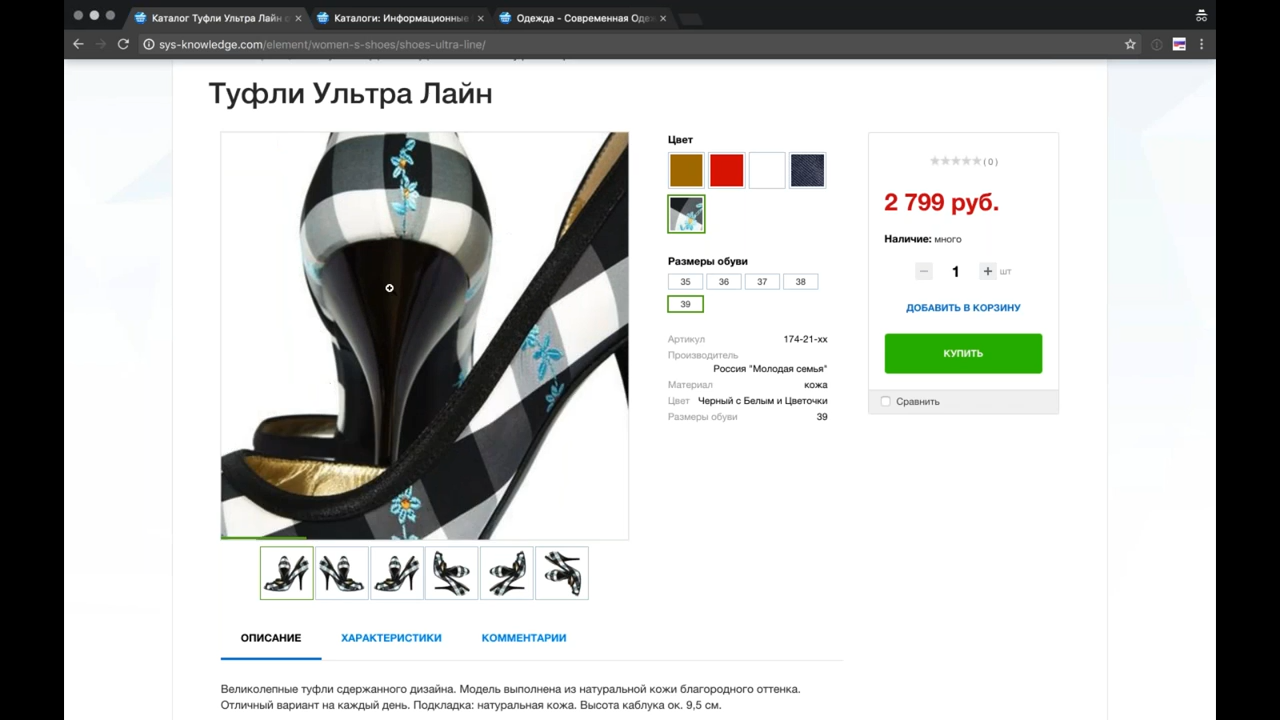 Каталог Туфли Ультра Лайн
Каталоги: Информационные
Одежда - Современная Оде
sys-knowledge.com/element/women-s-shoes/shoes-ultra-line/
Туфли Ультра Лайн
Цвет
Размеры обуви
35 36 37 38
39
Артикул 174-21-xx
Производитель
Россия "Молодая семья"
Материал кожа
Цвет Черный с Белым и Цветочки
Размеры обуви 39
( 0 )
2 799 руб.
Наличие: много
− 1 + шт
ДОБАВИТЬ В КОРЗИНУ
КУПИТЬ
Сравнить
ОПИСАНИЕ ХАРАКТЕРИСТИКИ КОММЕНТАРИИ
Великолепные туфли сдержанного дизайна. Модель выполнена из натуральной кожи благородного оттенка.
Отличный вариант на каждый день. Подкладка: натуральная кожа. Высота каблука ок. 9,5 см.